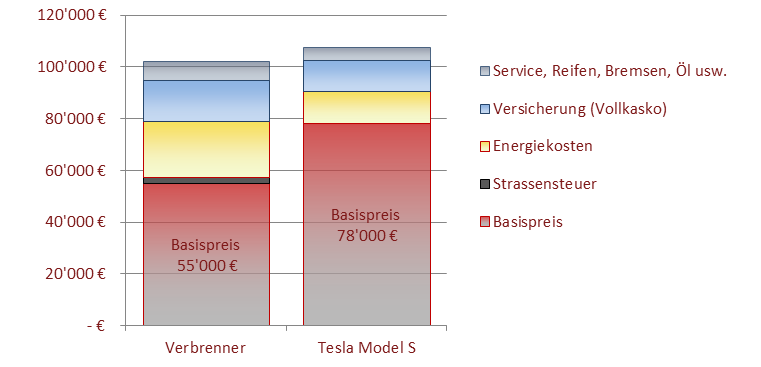 120'000 €
100'000 €
80'000 €
60'000 €
40'000 €
20'000 €
- €
Basispreis
55'000 €
Basispreis
78'000 €
Verbrenner
Tesla Model S
Service, Reifen, Bremsen, Öl usw.
Versicherung (Vollkasko)
Energiekosten
Strassensteuer
Basispreis